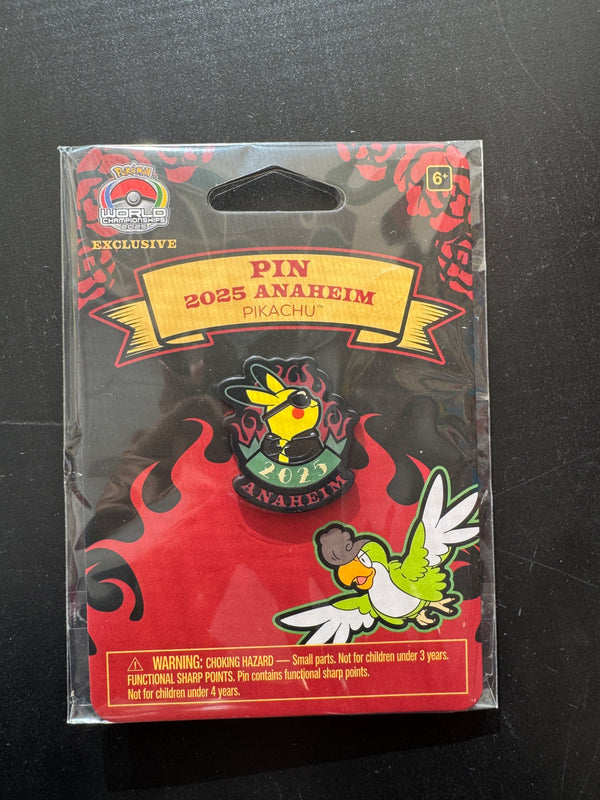 Pokémon
WORLD
CHAMPIONSHIPS
2025
EXCLUSIVE
6+
PIN
2025 ANAHEIM
PIKACHU™
2025
ANAHEIM
⚠ WARNING: CHOKING HAZARD — Small parts. Not for children under 3 years.
FUNCTIONAL SHARP POINTS. Pin contains functional sharp points.
Not for children under 4 years.